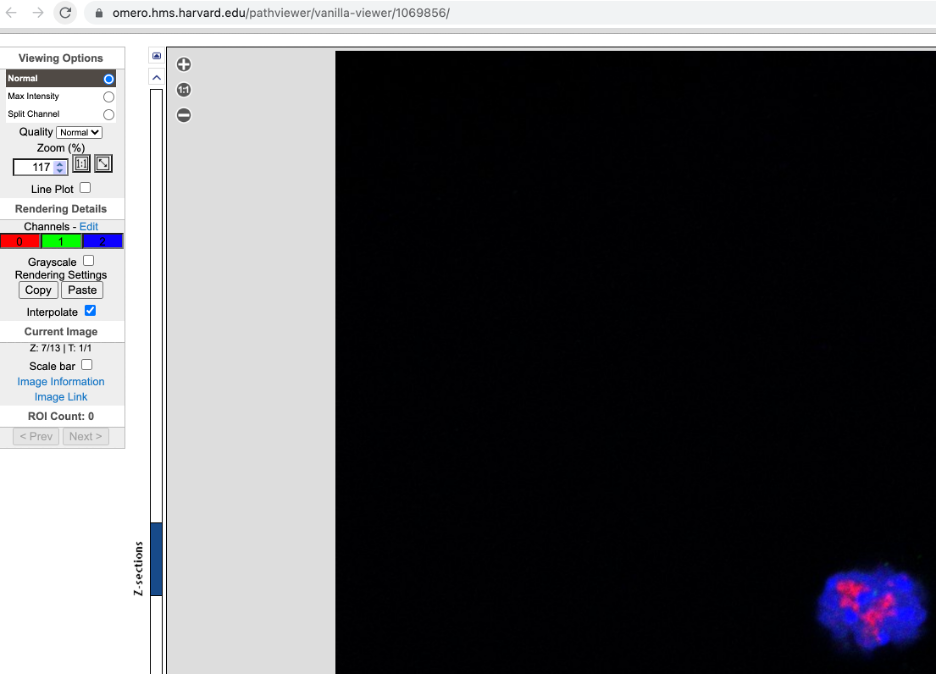 omero.hms.harvard.edu/pathviewer/vanilla-viewer/1069856/
Viewing Options
Normal
Max Intensity
Split Channel
Quality Normal
Zoom (%)
117 1:1
Line Plot
Rendering Details
Channels - Edit
0 1 2
Grayscale
Rendering Settings
Copy Paste
Interpolate
Current Image
Z: 7/13 | T: 1/1
Scale bar
Image Information
Image Link
ROI Count: 0
< Prev Next >
Z-sections
1:1